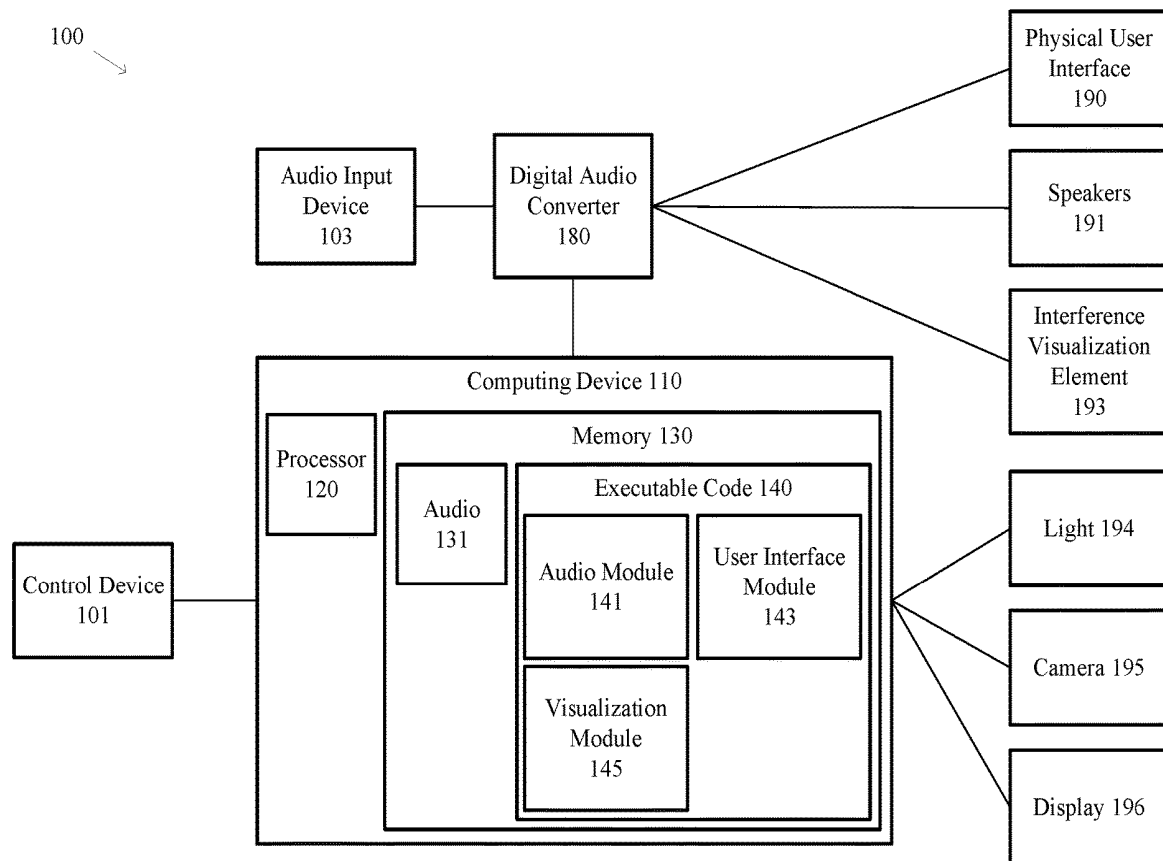 100
Physical User
Interface
190
Audio Input
Device
103
Digital Audio
Converter
180
Speakers
191
Interference
Visualization
Element
193
Computing Device 110
Processor
120
Memory 130
Audio
131
Executable Code 140
Audio Module
141
User Interface
Module
143
Visualization
Module
145
Control Device
101
Light 194
Camera 195
Display 196